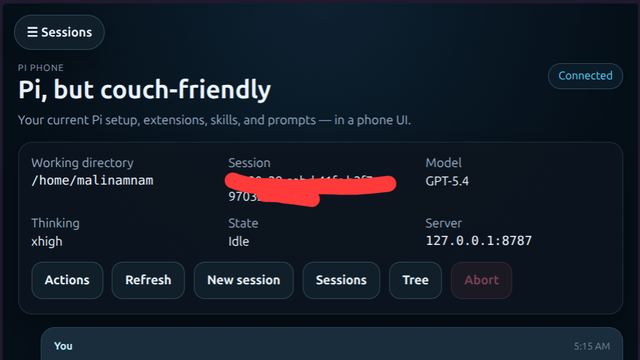 ☰ Sessions
PI PHONE
Pi, but couch-friendly
Connected
Your current Pi setup, extensions, skills, and prompts — in a phone UI.
Working directory
/home/malinamnam
Session
Model
GPT-5.4
Thinking
xhigh
State
Idle
Server
127.0.0.1:8787
Actions
Refresh
New session
Sessions
Tree
Abort
You
5:15 AM